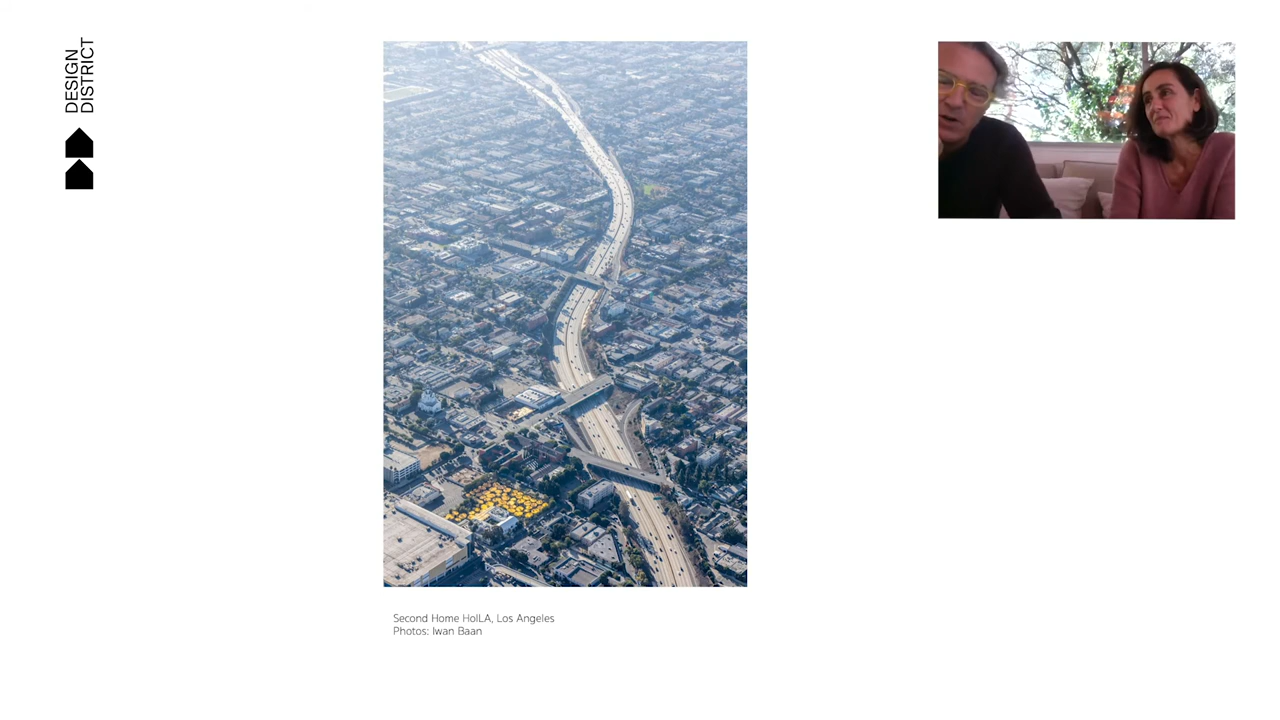 DESIGN
DISTRICT
Second Home HolLA, Los Angeles
Photos: Iwan Baan